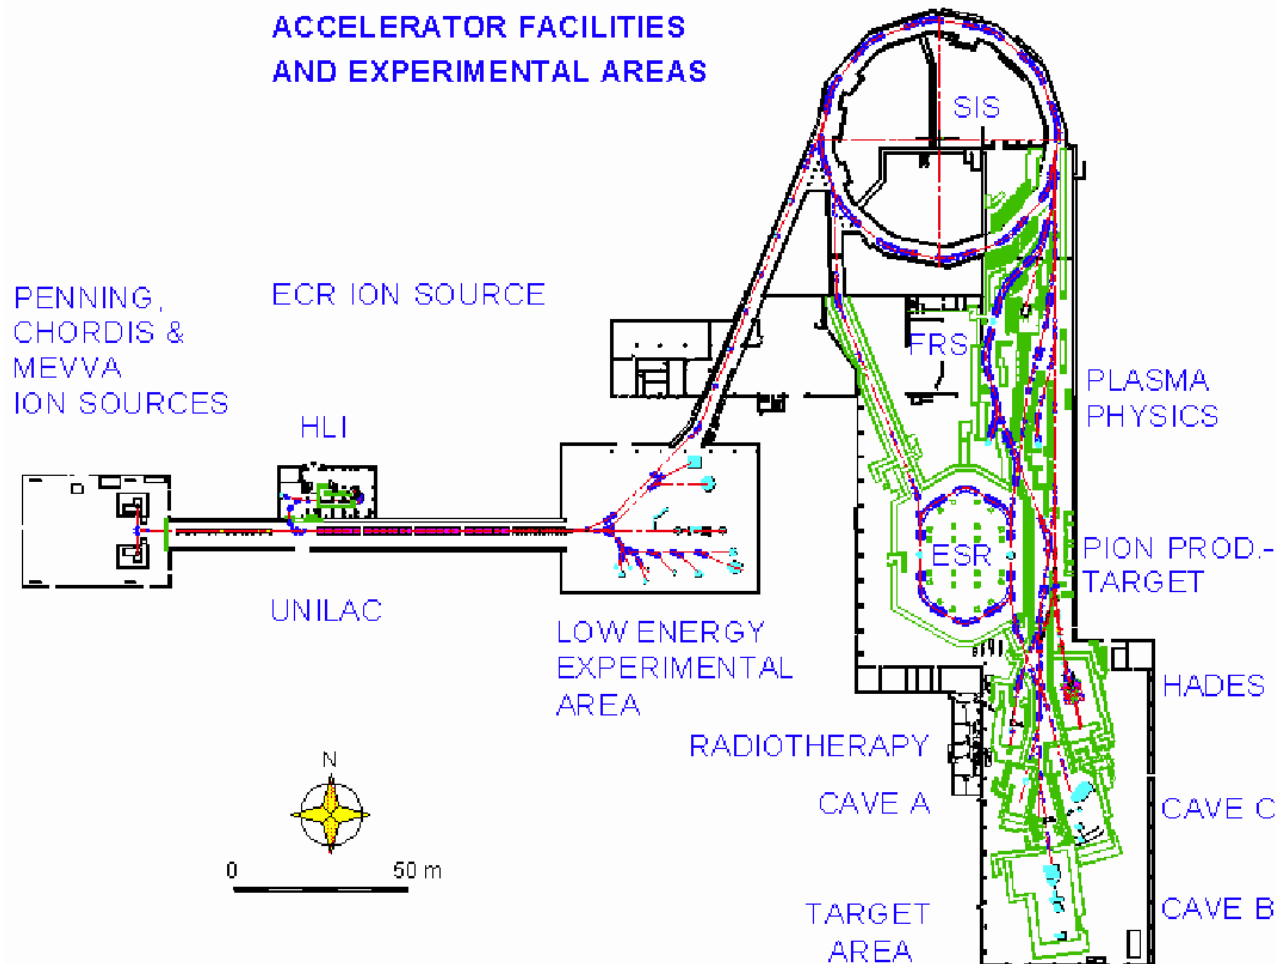 ACCELERATOR FACILITIES
AND EXPERIMENTAL AREAS
SIS
PENNING,
CHORDIS &
MEVVA
ION SOURCES
ECR ION SOURCE
FRS
PLASMA
PHYSICS
HLI
ESR
PION PROD.-
TARGET
UNILAC
LOW ENERGY
EXPERIMENTAL
AREA
HADES
RADIOTHERAPY
CAVE A
CAVE C
N
0 50 m
TARGET
AREA
CAVE B